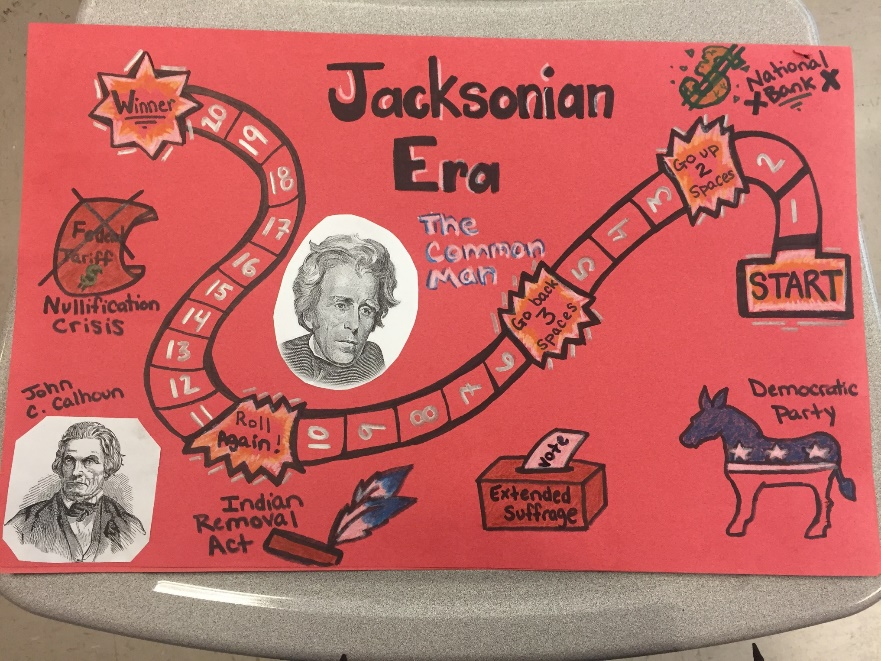 Jacksonian
Era
The
Common
Man
National
X Bank X
START
1
2
Go up
2
Spaces
3
4
5
Go back
3
Spaces
6
7
8
9
10
Roll
Again!
11
12
13
14
15
16
17
18
19
20
Winner
Fedeal
Tariff
$
Nullification
Crisis
John
C. Calhoun
Indian
Removal
Act
Vote
Extended
Suffrage
Democratic
Party